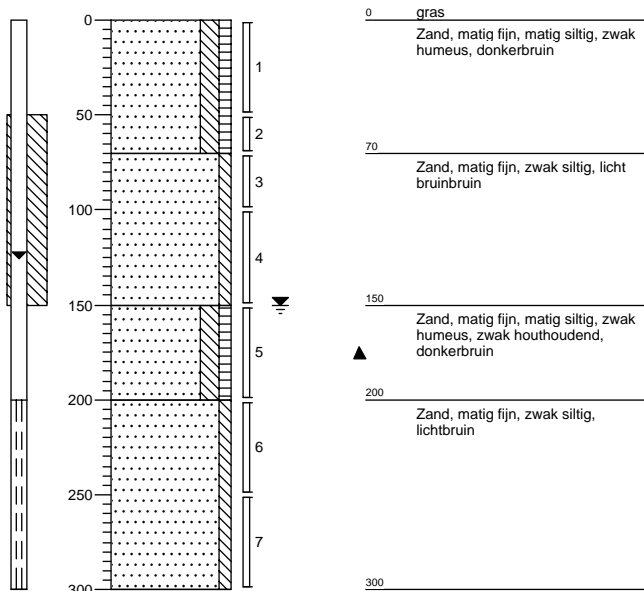 0
50
100
150
200
250
300
1
2
3
4
5
6
7
0
gras
Zand, matig fijn, matig siltig, zwak
humeus, donkerbruin
70
Zand, matig fijn, zwak siltig, licht
bruinbruin
150
Zand, matig fijn, matig siltig, zwak
humeus, zwak houthoudend,
donkerbruin
200
Zand, matig fijn, zwak siltig,
lichtbruin
300